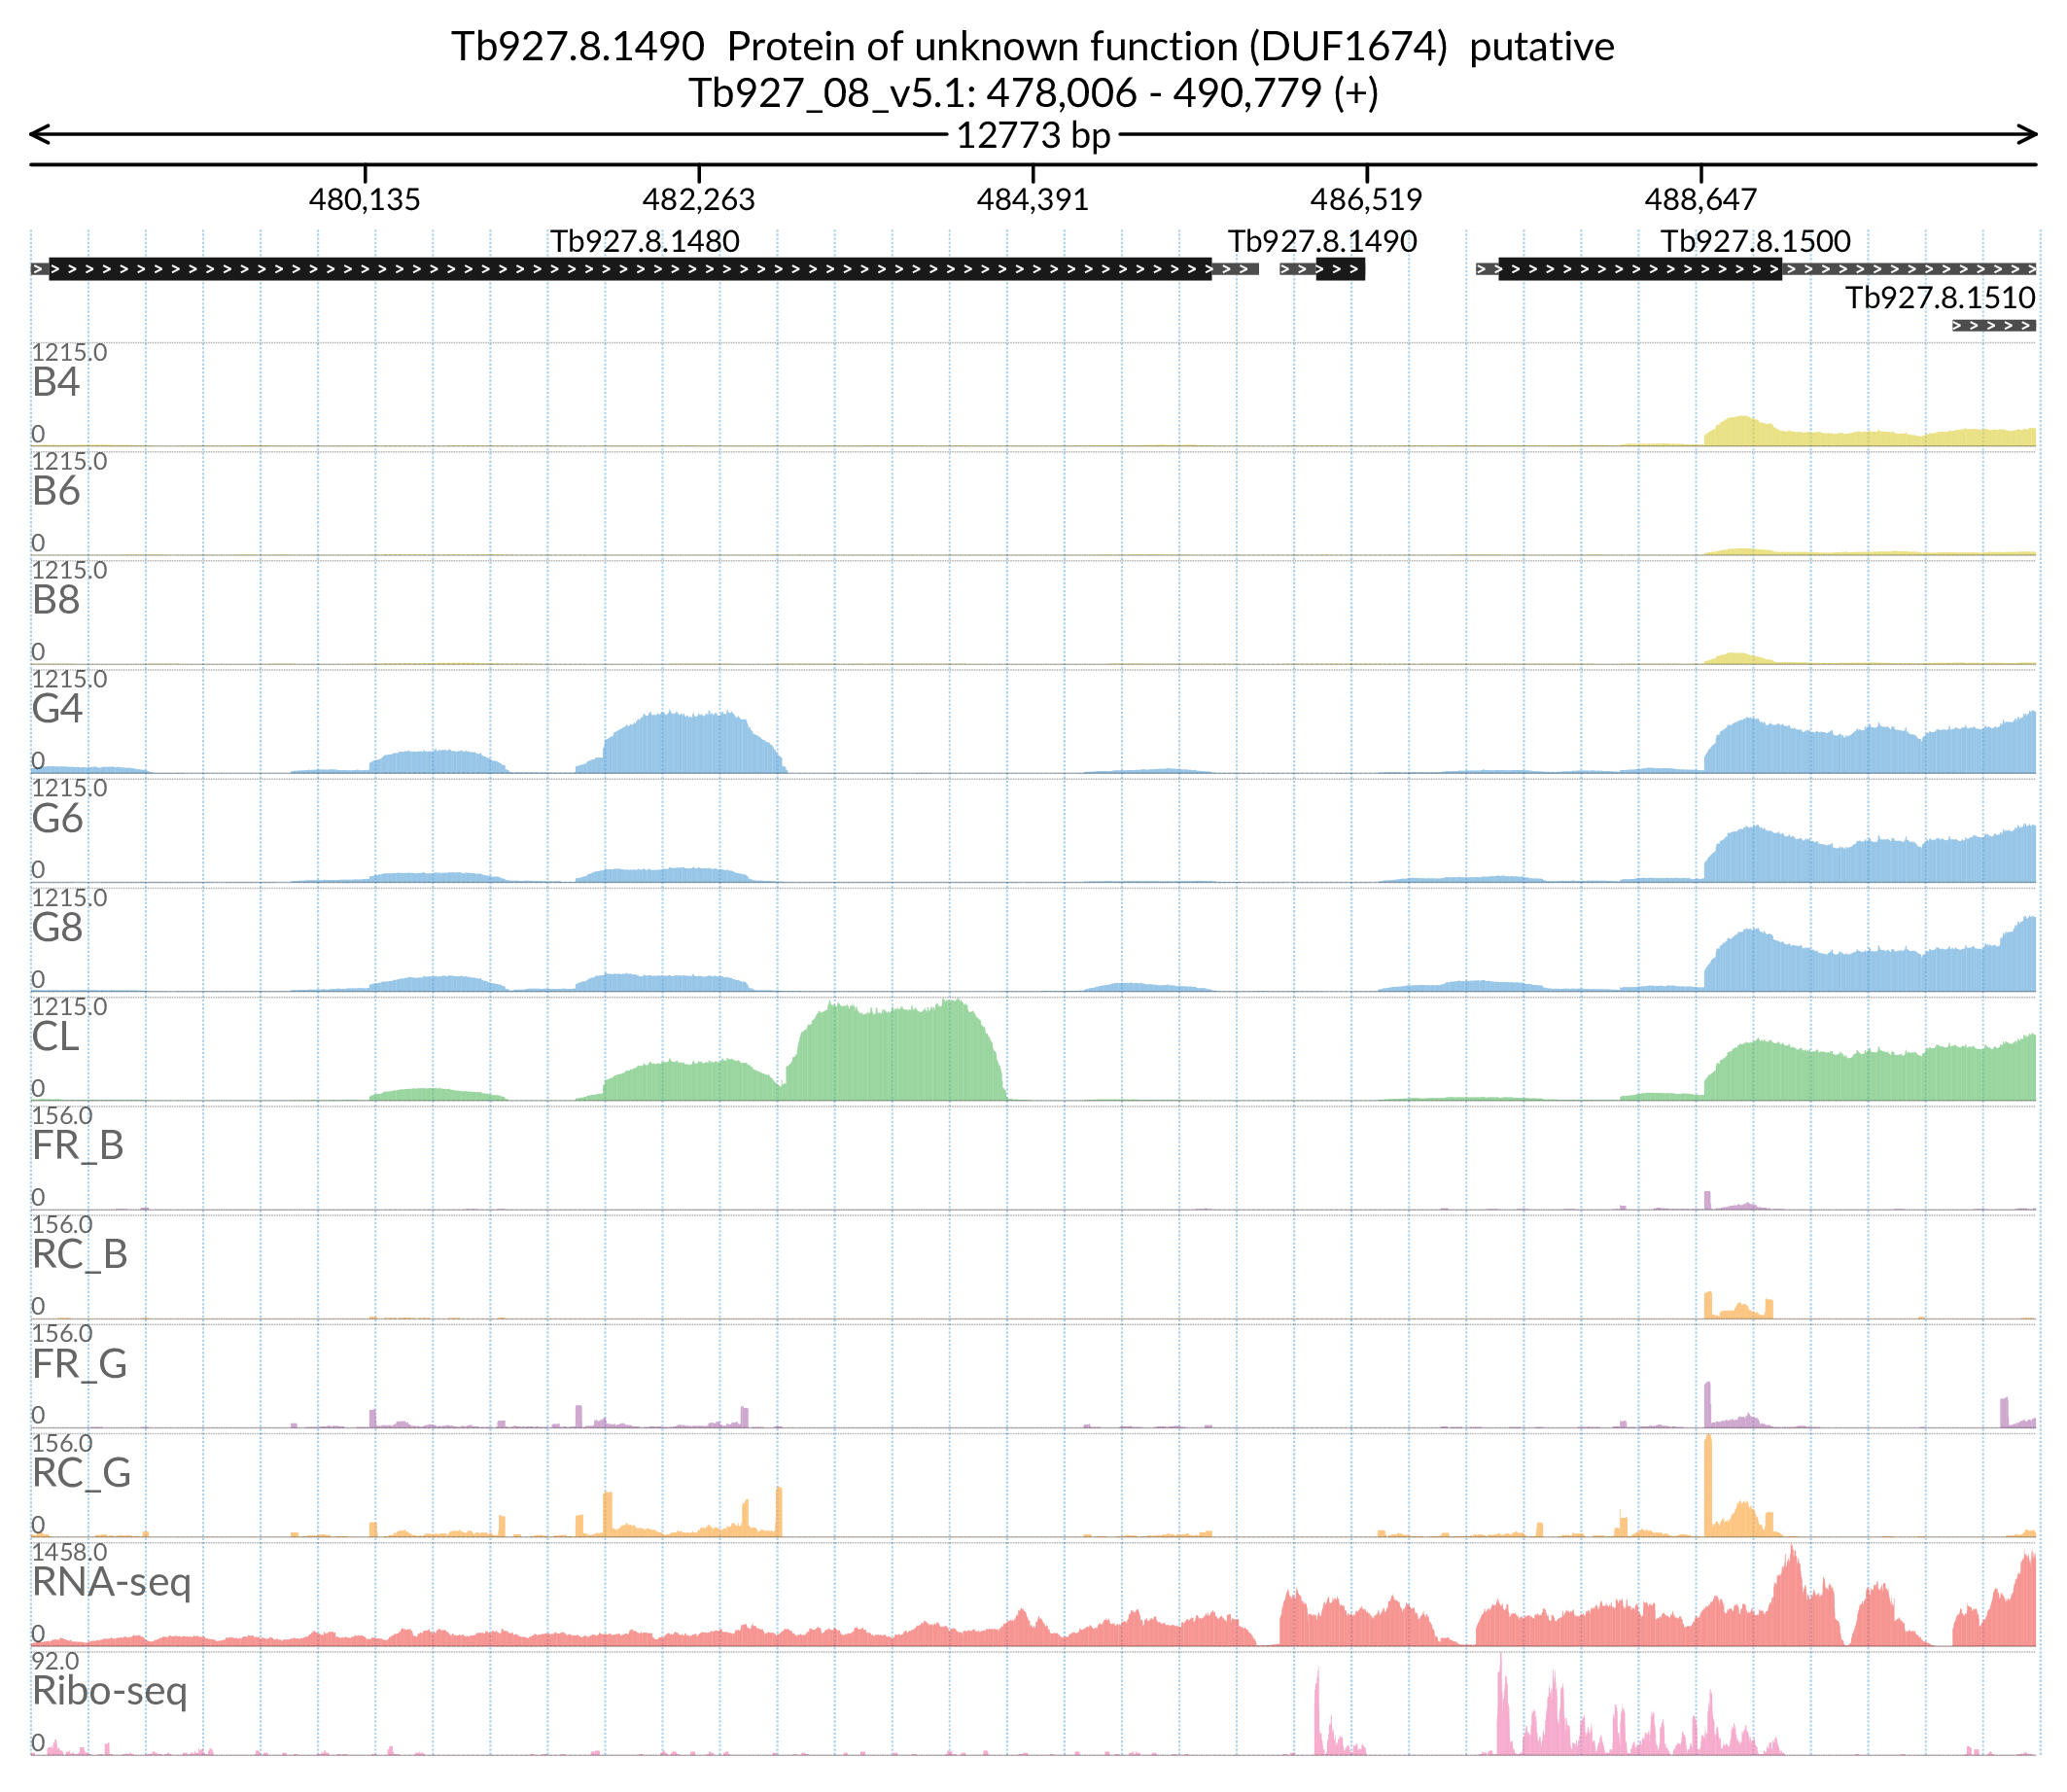 Tb927.8.1490  Protein of unknown function (DUF1674)  putative
Tb927_08_v5.1: 478,006 - 490,779 (+)
12773 bp
480,135 482,263 484,391 486,519 488,647
Tb927.8.1480 Tb927.8.1490 Tb927.8.1500
Tb927.8.1510
1215.0
B4
0
1215.0
B6
0
1215.0
B8
0
1215.0
G4
0
1215.0
G6
0
1215.0
G8
0
1215.0
CL
0
156.0
FR_B
0
156.0
RC_B
0
156.0
FR_G
0
156.0
RC_G
0
1458.0
RNA-seq
0
92.0
Ribo-seq
0